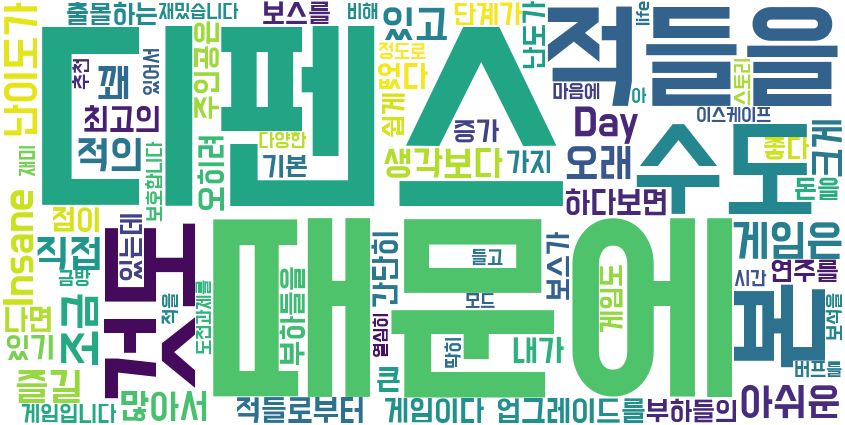 디펜스
때문에
적들을
수도
것도
로
난이도가
출몰하는
재밌습니다
보스를
비해
있고
단계가
난도가
life
꽤
추천
있어서
주인공은
정도로
떴다
쉽게
마음에
아
스토리
최고의
적의
재미
보호합니다
오히려
다양한
기본
증가
생각보다
가지
Day
오래
이스케이프
좋다
크게
돈을
하다보면
Insane
점이
있는데
직접
금방
조금
다면
있기
즐길
게임입니다
많아서
적을
도전과제를
부하들을
간단히
들고
모드
열심히
딱히
큰
보스가
게임도
내가
게임은
시간
연주를
보석을
버프를
적들로부터
게임이다
업그레이드를
부하들의
아쉬운